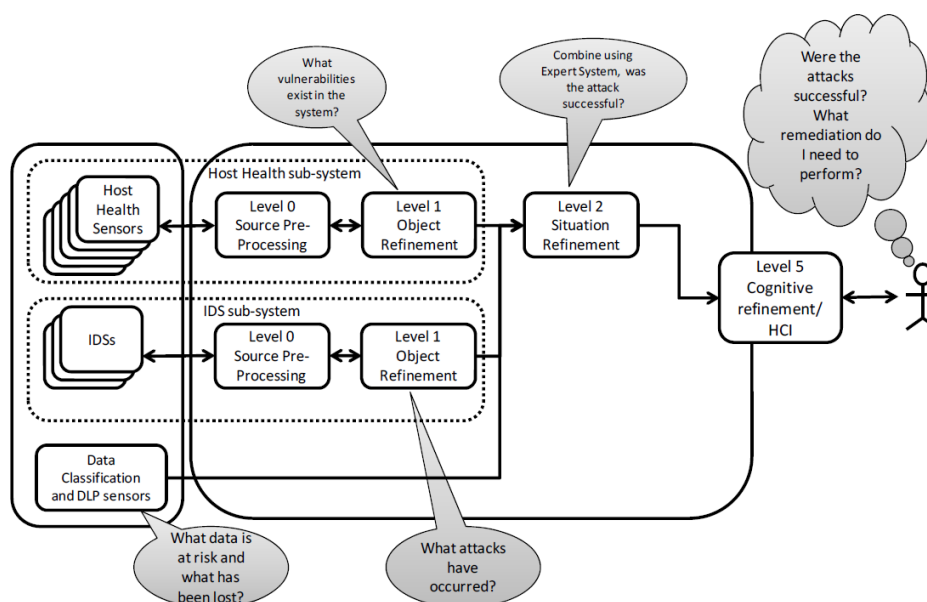 What
vulnerabilities
exist in the
system?
Combine using
Expert System, was
the attack
successful?
Were the
attacks
successful?
What
remediation do
I need to
perform?
Host Health sub-system
Host
Health
Sensors
Level 0
Source Pre-
Processing
Level 1
Object
Refinement
Level 2
Situation
Refinement
Level 5
Cognitive
refinement/
HCI
IDS sub-system
IDSs
Level 0
Source Pre-
Processing
Level 1
Object
Refinement
Data
Classification
and DLP sensors
What data is
at risk and
what has
been lost?
What attacks
have
occurred?